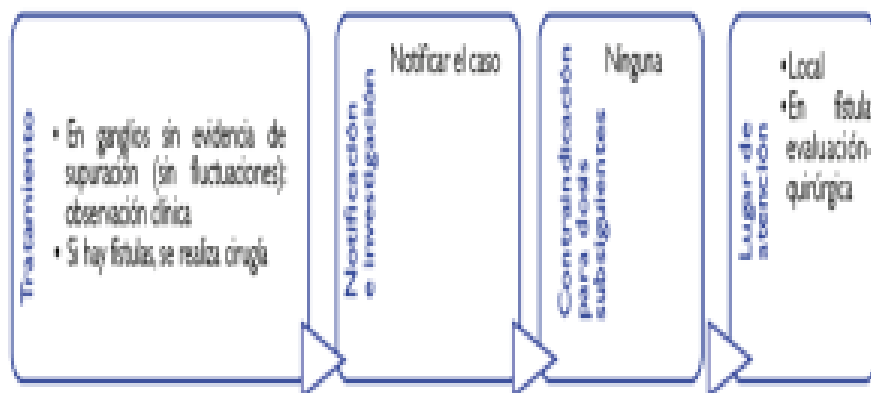 Tratamiento
• En ganglios sin evidencia de
supuración (sin fluctuaciones):
observación clínica
• Si hay fístulas, se realiza cirugía
Notificación
e investigación
Notificar el caso
Contraindicación
para dosis
subsiguientes
Ninguna
Lugar de
atención
•Local
•En fístula
evaluación-
quirúrgica